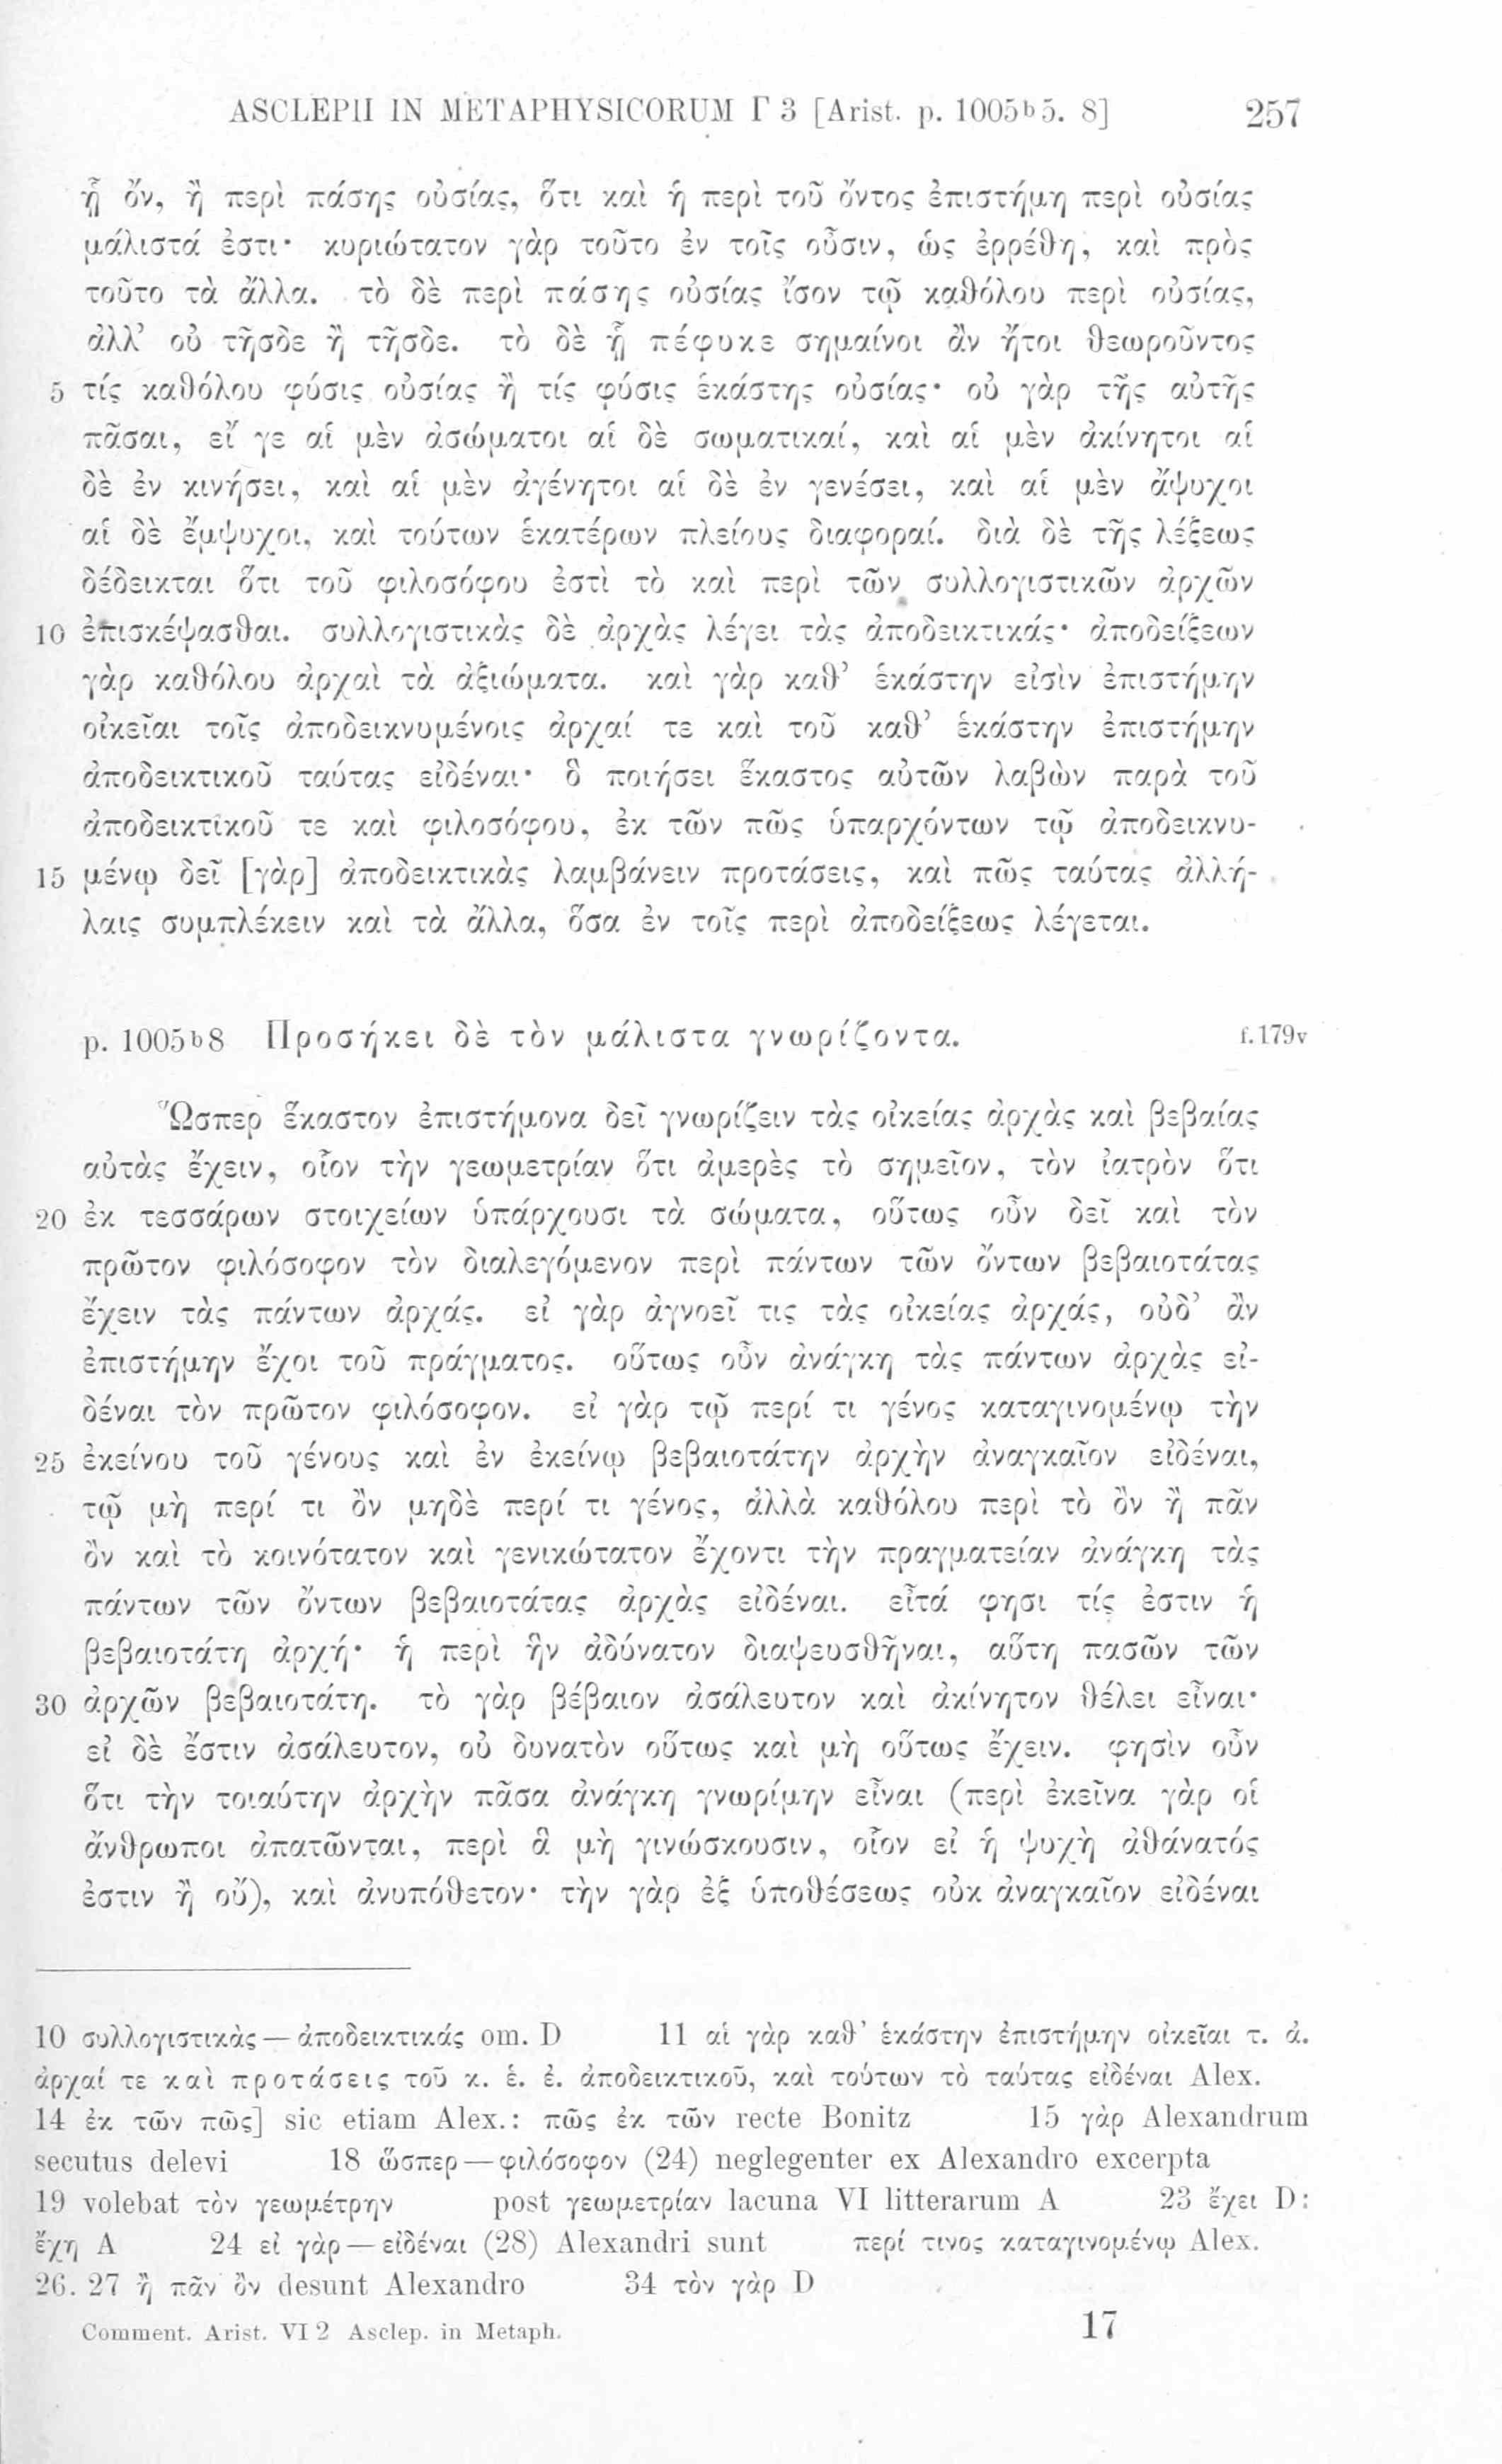 ASCLEPII IN METAPHYSICORUM Γ 3 [Arist. p. 1005ᵇ5. 8] 257
ᾗ ὄν, ἢ περὶ πάσης οὐσίας, ὅτι καὶ ἡ περὶ τοῦ ὄντος ἐπιστήμη περὶ οὐσίας
μάλιστά ἐστι· κυριώτατον γὰρ τοῦτο ἐν τοῖς οὖσιν, ὡς ἐρρέθη, καὶ πρὸς
τοῦτο τὰ ἄλλα. τὸ δὲ περὶ πάσης οὐσίας ἴσον τῷ καθόλου περὶ οὐσίας,
ἀλλ’ οὐ τῆσδε ἢ τῆσδε. τὸ δὲ ᾗ πέφυκε σημαίνοι ἂν ἤτοι θεωροῦντος
5 τίς καθόλου φύσις οὐσίας ἢ τίς φύσις ἑκάστης οὐσίας· οὐ γὰρ τῆς αὐτῆς
πᾶσαι, εἴ γε αἱ μὲν ἀσώματοι αἱ δὲ σωματικαί, καὶ αἱ μὲν ἀκίνητοι αἱ
δὲ ἐν κινήσει, καὶ αἱ μὲν ἀγένητοι αἱ δὲ ἐν γενέσει, καὶ αἱ μὲν ἄψυχοι
αἱ δὲ ἔμψυχοι, καὶ τούτων ἑκατέρων πλείους διαφοραί. διὰ δὲ τῆς λέξεως
δέδεικται ὅτι τοῦ φιλοσόφου ἐστὶ τὸ καὶ περὶ τῶν συλλογιστικῶν ἀρχῶν
10 ἐπισκέψασθαι. συλλογιστικὰς δὲ ἀρχὰς λέγει τὰς ἀποδεικτικάς· ἀποδείξεων
γὰρ καθόλου ἀρχαὶ τὰ ἀξιώματα. καὶ γὰρ καθ’ ἑκάστην εἰσὶν ἐπιστήμην
οἰκεῖαι τοῖς ἀποδεικνυμένοις ἀρχαί τε καὶ τοῦ καθ’ ἑκάστην ἐπιστήμην
ἀποδεικτικοῦ ταύτας εἰδέναι· ὃ ποιήσει ἕκαστος αὐτῶν λαβὼν παρὰ τοῦ
ἀποδεικτικοῦ τε καὶ φιλοσόφου, ἐκ τῶν πῶς ὑπαρχόντων τῷ ἀποδεικνυ-
15 μένῳ δεῖ [γὰρ] ἀποδεικτικὰς λαμβάνειν προτάσεις, καὶ πῶς ταύτας ἀλλή-
λαις συμπλέκειν καὶ τὰ ἄλλα, ὅσα ἐν τοῖς περὶ ἀποδείξεως λέγεται.
p. 1005ᵇ8 Προσήκει δὲ τὸν μάλιστα γνωρίζοντα. f.179v
Ὥσπερ ἕκαστον ἐπιστήμονα δεῖ γνωρίζειν τὰς οἰκείας ἀρχὰς καὶ βεβαίας
αὐτὰς ἔχειν, οἷον τὴν γεωμετρίαν ὅτι ἀμερὲς τὸ σημεῖον, τὸν ἰατρὸν ὅτι
20 ἐκ τεσσάρων στοιχείων ὑπάρχουσι τὰ σώματα, οὕτως οὖν δεῖ καὶ τὸν
πρῶτον φιλόσοφον τὸν διαλεγόμενον περὶ πάντων τῶν ὄντων βεβαιοτάτας
ἔχειν τὰς πάντων ἀρχάς. εἰ γὰρ ἀγνοεῖ τις τὰς οἰκείας ἀρχάς, οὐδ’ ἂν
ἐπιστήμην ἔχοι τοῦ πράγματος. οὕτως οὖν ἀνάγκη τὰς πάντων ἀρχὰς εἰ-
δέναι τὸν πρῶτον φιλόσοφον. εἰ γὰρ τῷ περί τι γένος καταγινομένῳ τὴν
25 ἐκείνου τοῦ γένους καὶ ἐν ἐκείνῳ βεβαιοτάτην ἀρχὴν ἀναγκαῖον εἰδέναι,
τῷ μὴ περί τι ὂν μηδὲ περί τι γένος, ἀλλὰ καθόλου περὶ τὸ ὂν ἢ πᾶν
ὂν καὶ τὸ κοινότατον καὶ γενικώτατον ἔχοντι τὴν πραγματείαν ἀνάγκη τὰς
πάντων τῶν ὄντων βεβαιοτάτας ἀρχὰς εἰδέναι. εἶτά φησι τίς ἐστιν ἡ
βεβαιοτάτη ἀρχή· ἡ περὶ ἣν ἀδύνατον διαψευσθῆναι, αὕτη πασῶν τῶν
30 ἀρχῶν βεβαιοτάτη. τὸ γὰρ βέβαιον ἀσάλευτον καὶ ἀκίνητον θέλει εἶναι·
εἰ δὲ ἔστιν ἀσάλευτον, οὐ δυνατὸν οὕτως καὶ μὴ οὕτως ἔχειν. φησὶν οὖν
ὅτι τὴν τοιαύτην ἀρχὴν πᾶσα ἀνάγκη γνωρίμην εἶναι (περὶ ἐκεῖνα γὰρ οἱ
ἄνθρωποι ἀπατῶνται, περὶ ἃ μὴ γινώσκουσιν, οἷον εἰ ἡ ψυχὴ ἀθάνατός
ἐστιν ἢ οὔ), καὶ ἀνυπόθετον· τὴν γὰρ ἐξ ὑποθέσεως οὐκ ἀναγκαῖον εἰδέναι
10 συλλογιστικὰς — ἀποδεικτικάς om. D 11 αἱ γὰρ καθ’ ἑκάστην ἐπιστήμην οἰκεῖαι τ. ἀ.
ἀρχαί τε καὶ προτάσεις τοῦ κ. ἑ. ἐ. ἀποδεικτικοῦ, καὶ τούτων τὸ ταύτας εἰδέναι Alex.
14 ἐκ τῶν πῶς] sic etiam Alex.: πῶς ἐκ τῶν recte Bonitz 15 γὰρ Alexandrum
secutus delevi 18 ὥσπερ — φιλόσοφον (24) neglegenter ex Alexandro excerpta
19 volebat τὸν γεωμέτρην post γεωμετρίαν lacuna VI litterarum A 23 ἔχει D:
ἔχη A 24 εἰ γὰρ — εἰδέναι (28) Alexandri sunt περί τινος καταγινομένῳ Alex.
26. 27 ἢ πᾶν ὂν desunt Alexandro 34 τὸν γὰρ D
Comment. Arist. VI 2 Asclep. in Metaph. 17